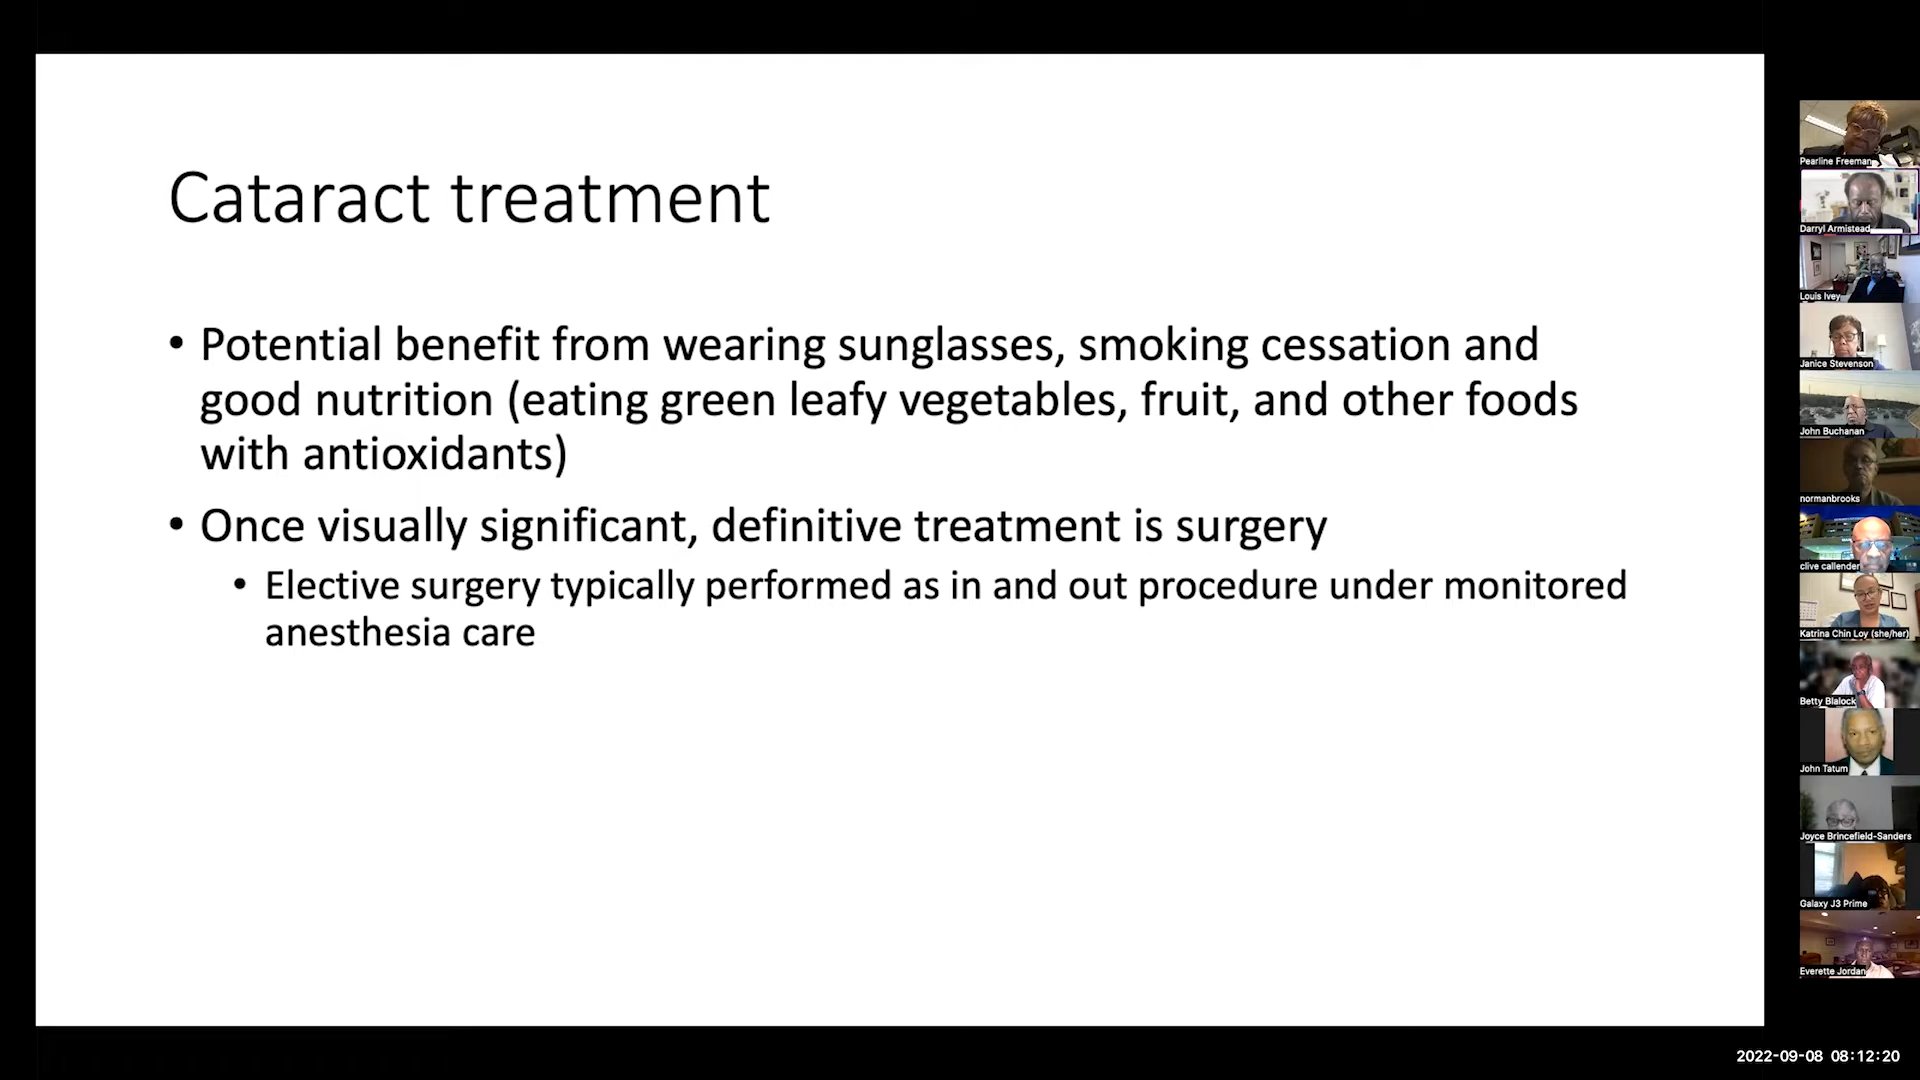 Cataract treatment
• Potential benefit from wearing sunglasses, smoking cessation and
good nutrition (eating green leafy vegetables, fruit, and other foods
with antioxidants)
• Once visually significant, definitive treatment is surgery
• Elective surgery typically performed as in and out procedure under monitored
anesthesia care
Pearline Freeman
Darryl Armistead
Louis Ivey
Janice Stevenson
John Buchanan
normanbrooks
clive callender
Katrina Chin Loy (she/her)
Betty Blalock
John Tatum
Joyce Brincefield-Sanders
Galaxy J3 Prime
Everette Jordan
2022-09-08 08:12:20